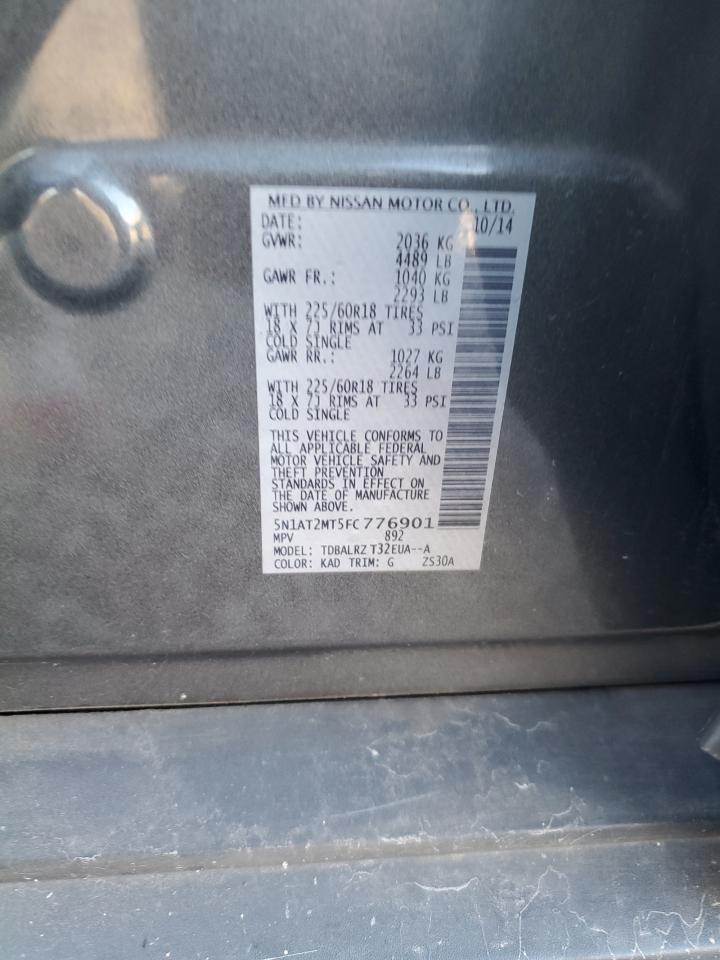 MFD BY NISSAN MOTOR CO., LTD.
DATE: 10/14
GVWR: 2036 KG
4489 LB
GAWR FR.: 1040 KG
2293 LB
WITH 225/60R18 TIRES
18 X 7J RIMS AT 33 PSI
COLD SINGLE
GAWR RR.: 1027 KG
2264 LB
WITH 225/60R18 TIRES
18 X 7J RIMS AT 33 PSI
COLD SINGLE
THIS VEHICLE CONFORMS TO
ALL APPLICABLE FEDERAL
MOTOR VEHICLE SAFETY AND
THEFT PREVENTION
STANDARDS IN EFFECT ON
THE DATE OF MANUFACTURE
SHOWN ABOVE.
5N1AT2MT5FC776901
MPV 892
MODEL: TDBALRZ T32EUA--A
COLOR: KAD TRIM: G ZS30A